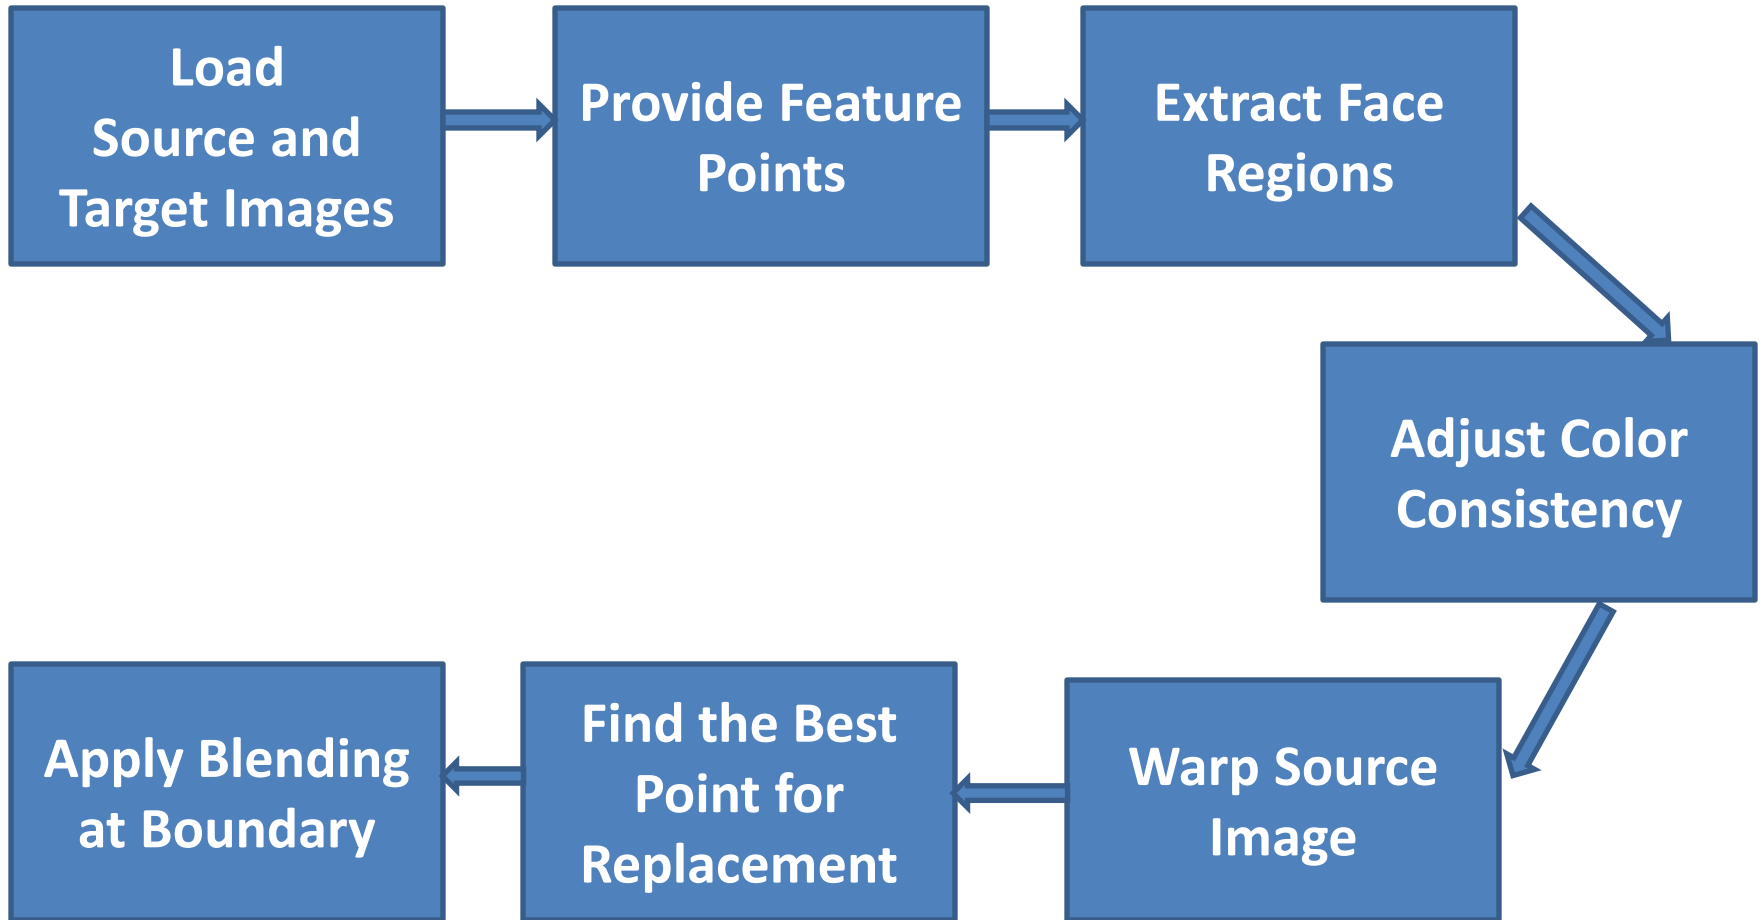 Load
Source and
Target Images
Provide Feature
Points
Extract Face
Regions
Adjust Color
Consistency
Warp Source
Image
Find the Best
Point for
Replacement
Apply Blending
at Boundary